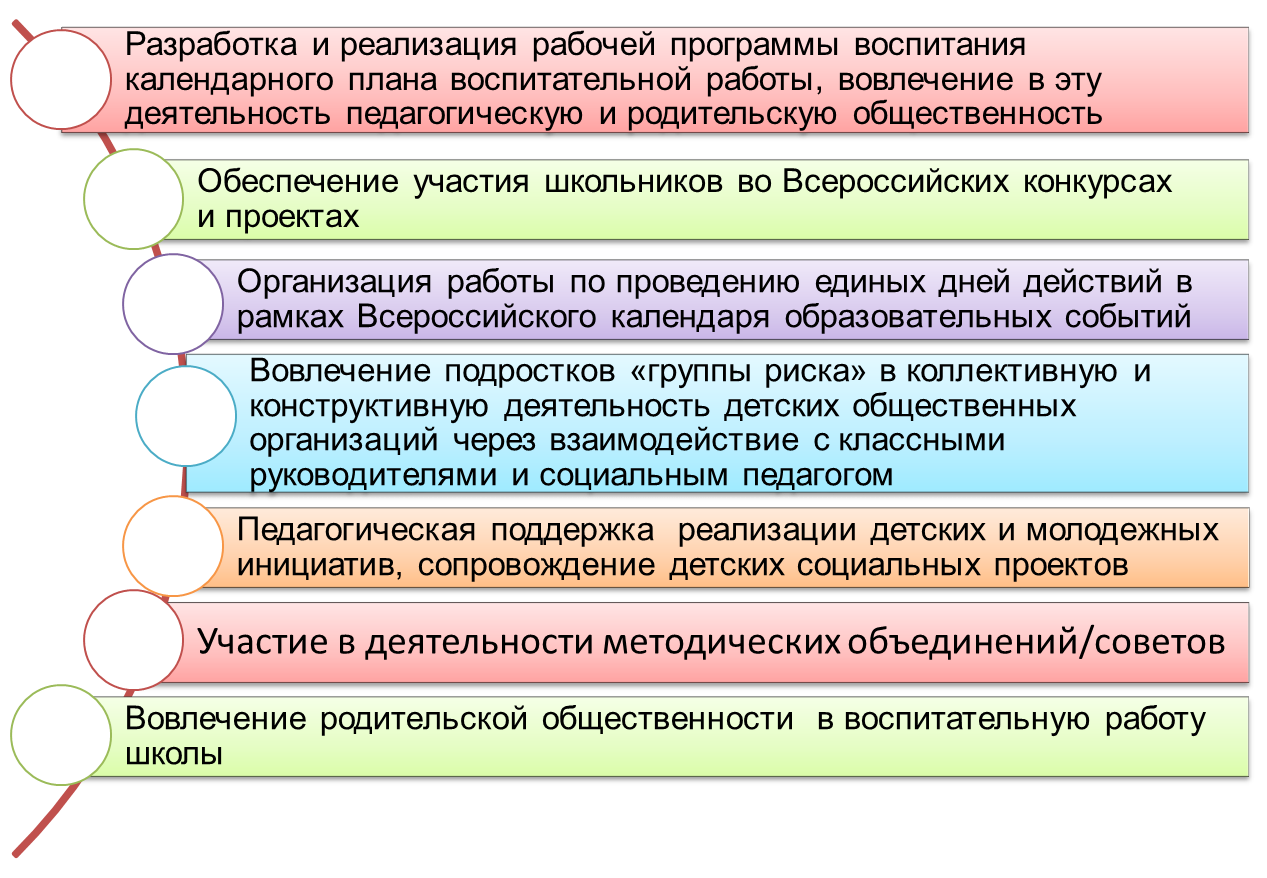 Разработка и реализация рабочей программы воспитания
календарного плана воспитательной работы, вовлечение в эту
деятельность педагогическую и родительскую общественность
Обеспечение участия школьников во Всероссийских конкурсах
и проектах
Организация работы по проведению единых дней действий в
рамках Всероссийского календаря образовательных событий
Вовлечение подростков «группы риска» в коллективную и
конструктивную деятельность детских общественных
организаций через взаимодействие с классными
руководителями и социальным педагогом
Педагогическая поддержка реализации детских и молодежных
инициатив, сопровождение детских социальных проектов
Участие в деятельности методических объединений/советов
Вовлечение родительской общественности в воспитательную работу
школы